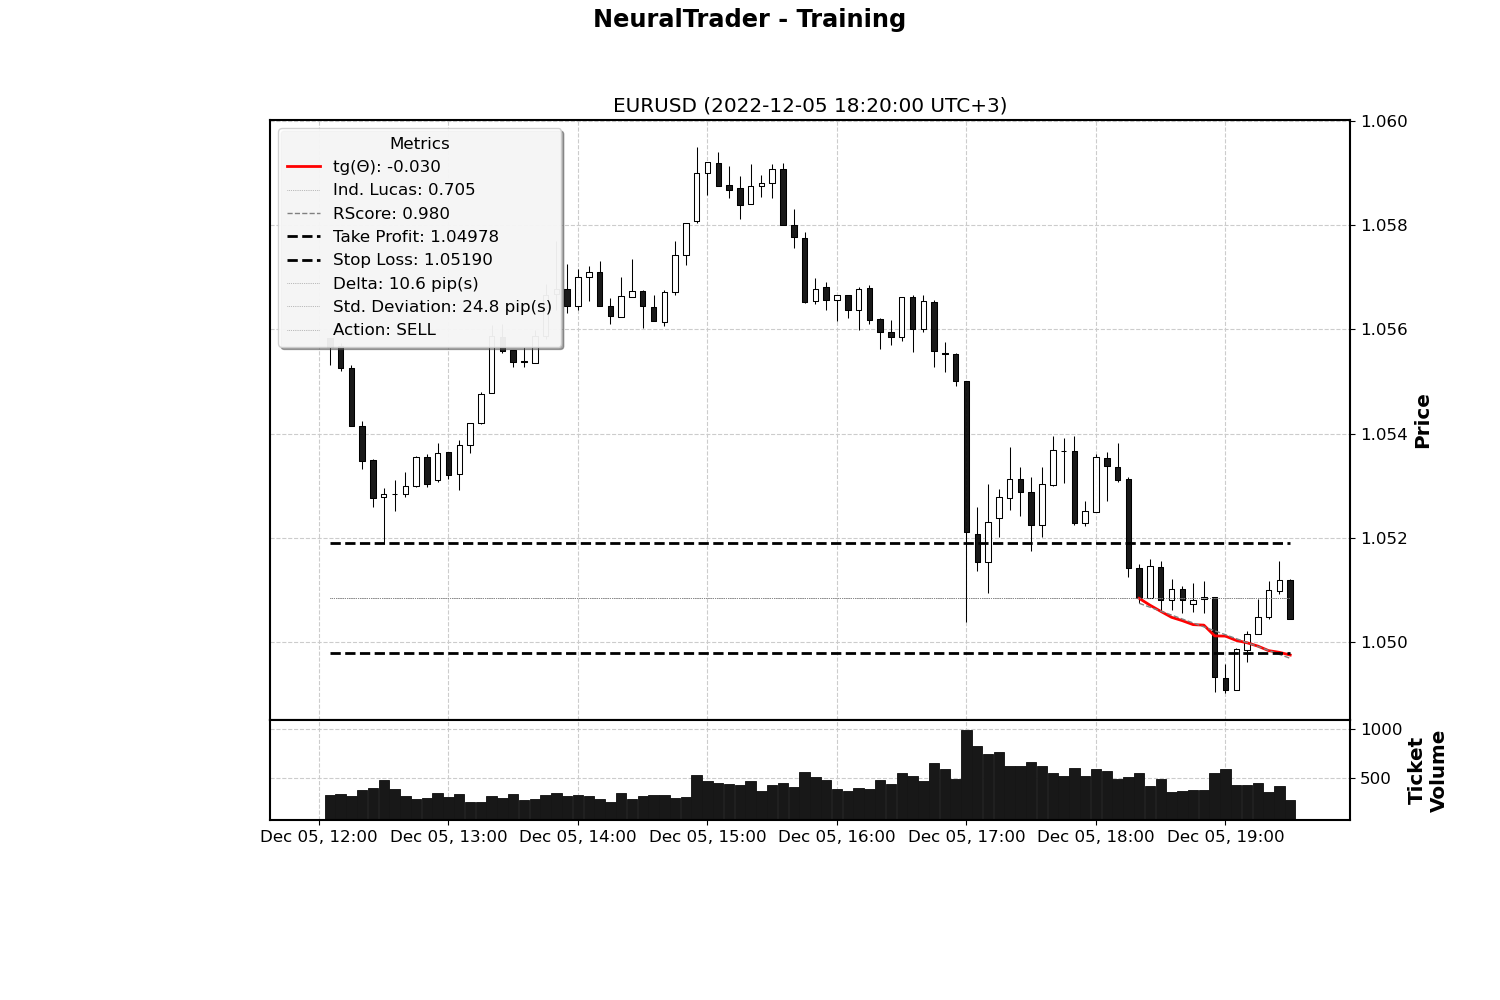 NeuralTrader - Training
EURUSD (2022-12-05 18:20:00 UTC+3)
Metrics
tg(Θ): -0.030
Ind. Lucas: 0.705
RScore: 0.980
Take Profit: 1.04978
Stop Loss: 1.05190
Delta: 10.6 pip(s)
Std. Deviation: 24.8 pip(s)
Action: SELL
1.060
1.058
1.056
1.054
1.052
1.050
Price
1000
500
Ticket
Volume
Dec 05, 12:00 Dec 05, 13:00 Dec 05, 14:00 Dec 05, 15:00 Dec 05, 16:00 Dec 05, 17:00 Dec 05, 18:00 Dec 05, 19:00